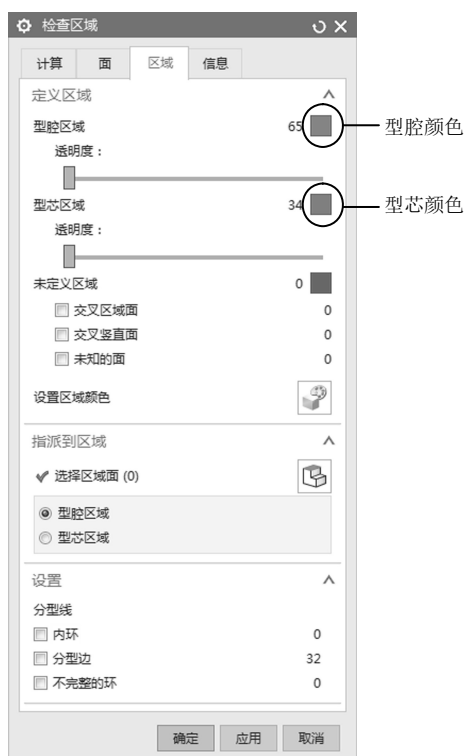 检查区域
计算 面 区域 信息
定义区域
型腔区域 65 型腔颜色
透明度：
型芯区域 34 型芯颜色
透明度：
未定义区域 0
交叉区域面 0
交叉竖直面 0
未知的面 0
设置区域颜色
指派到区域
选择区域面 (0)
型腔区域
型芯区域
设置
分型线
内环 0
分型边 32
不完整的环 0
确定 应用 取消